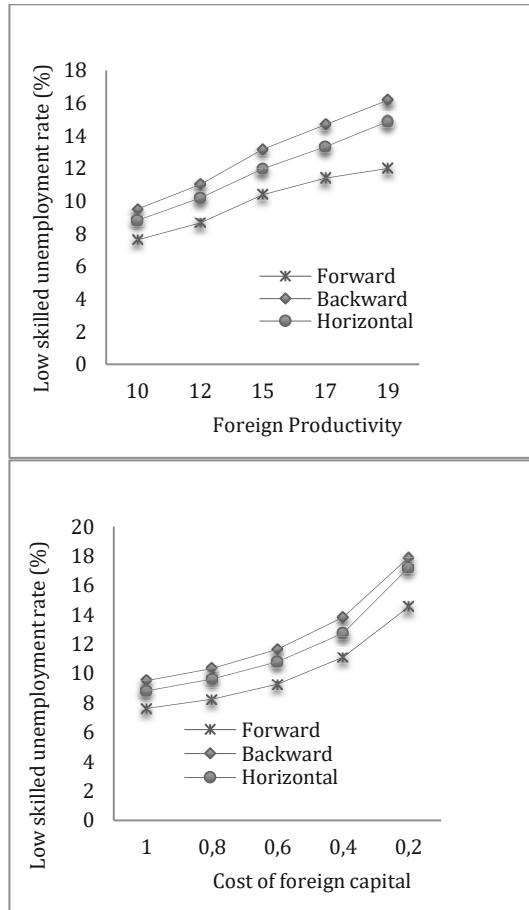 18
16
14
12
10
8
6
4
2
0
Low skilled unemployment rate (%)
Forward
Backward
Horizontal
10 12 15 17 19
Foreign Productivity
20
18
16
14
12
10
8
6
4
2
0
Low skilled unemployment rate (%)
Forward
Backward
Horizontal
1 0,8 0,6 0,4 0,2
Cost of foreign capital